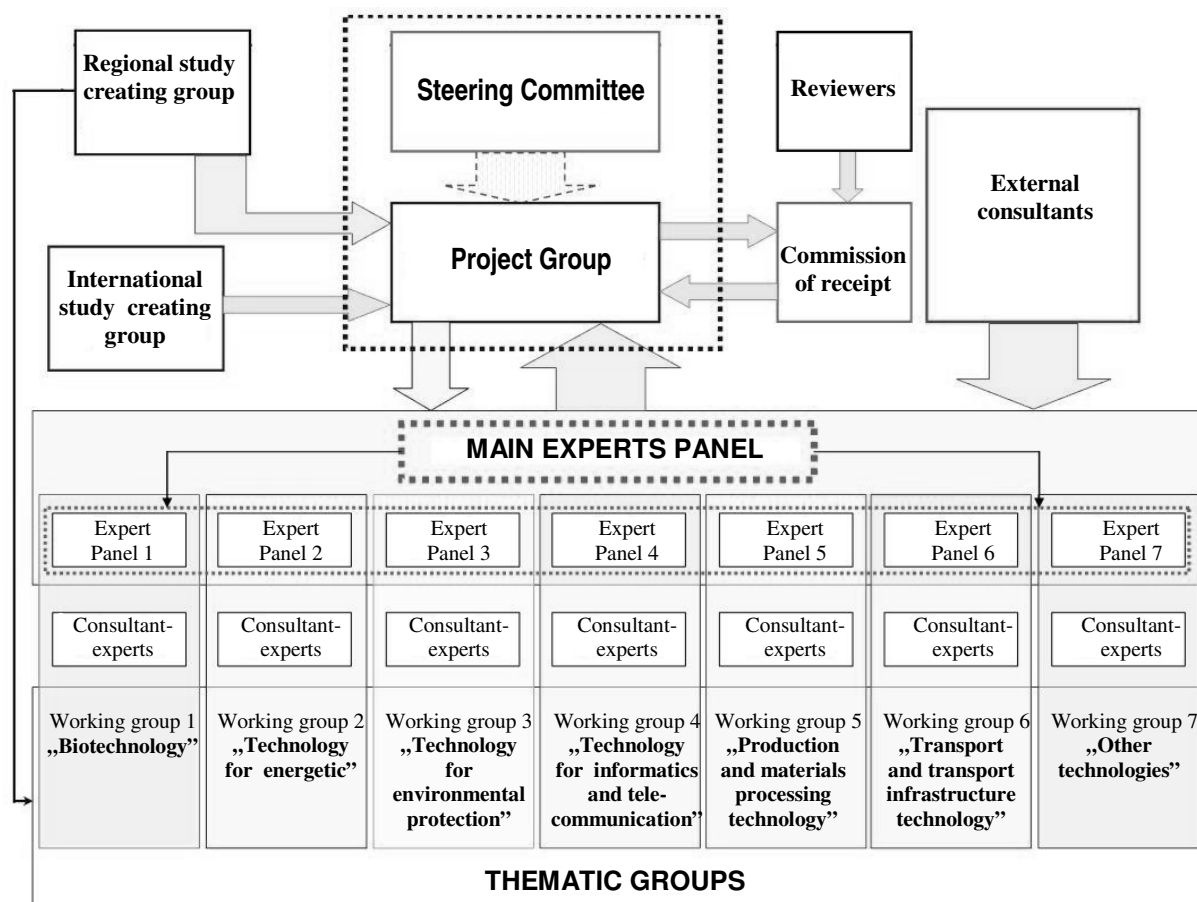 Regional study
creating group
Steering Committee
Reviewers
External
consultants
Project Group
Commission
of receipt
International
study creating
group
MAIN EXPERTS PANEL
Expert
Panel 1
Expert
Panel 2
Expert
Panel 3
Expert
Panel 4
Expert
Panel 5
Expert
Panel 6
Expert
Panel 7
Consultant-
experts
Consultant-
experts
Consultant-
experts
Consultant-
experts
Consultant-
experts
Consultant-
experts
Consultant-
experts
Working group 1
„Biotechnology”
Working group 2
„Technology
for energetic”
Working group 3
„Technology
for
environmental
protection”
Working group 4
„Technology
for informatics
and tele-
communication”
Working group 5
„Production
and materials
processing
technology”
Working group 6
„Transport
and transport
infrastructure
technology”
Working group 7
„Other
technologies”
THEMATIC GROUPS